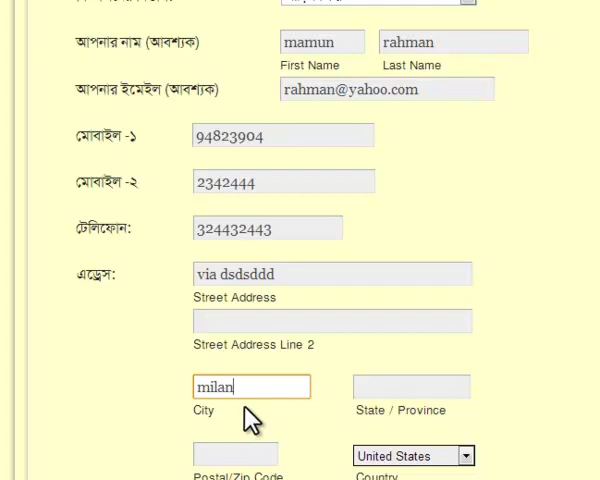 আপনার নাম (আবশ্যক) mamun rahman
First Name Last Name
আপনার ইমেইল (আবশ্যক) rahman@yahoo.com
মোবাইল -১ 94823904
মোবাইল -২ 2342444
টেলিফোন: 324432443
এড্রেস: via dsdsddd
Street Address
Street Address Line 2
milan
City State / Province
United States
Postal/Zip Code Country